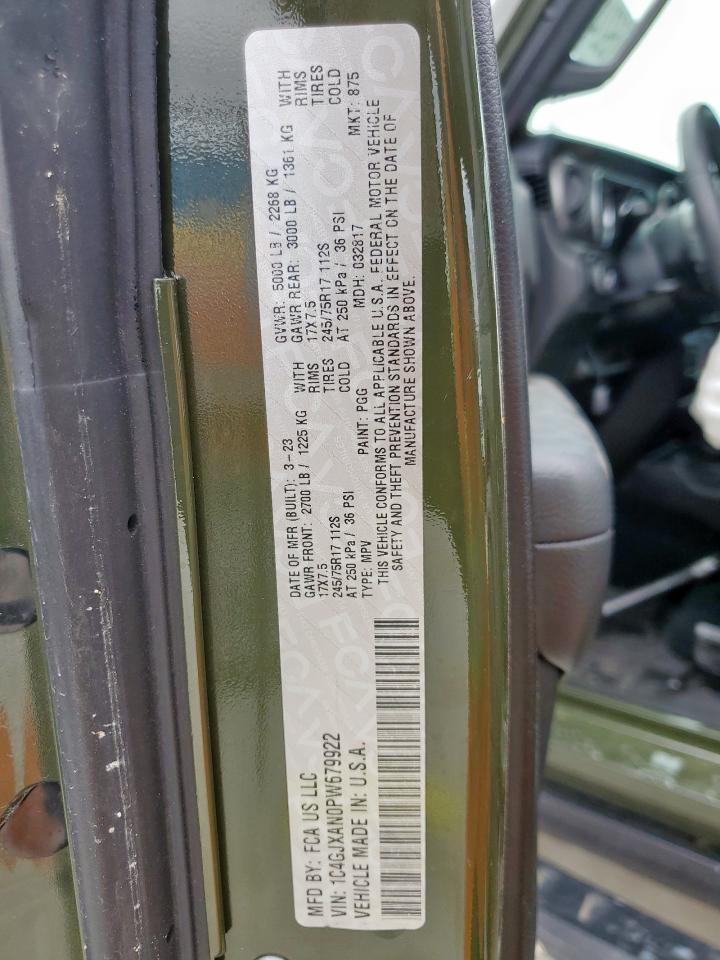 MFD BY: FCA US LLC
DATE OF MFR (BUILT): 3-23
GVWR: 5000 LB / 2268 KG
GAWR FRONT: 2700 LB / 1225 KG WITH
GAWR REAR: 3000 LB / 1361 KG WITH
17X7.5 RIMS
17X7.5 RIMS
245/75R17 112S TIRES
245/75R17 112S TIRES
AT 250 kPa / 36 PSI COLD
AT 250 kPa / 36 PSI COLD
VIN: 1C4GJXAN0PW679922
TYPE: MPV PAINT: PGG MDH: 032817 MKT: 875
VEHICLE MADE IN: U.S.A.
THIS VEHICLE CONFORMS TO ALL APPLICABLE U.S.A. FEDERAL MOTOR VEHICLE
SAFETY AND THEFT PREVENTION STANDARDS IN EFFECT ON THE DATE OF
MANUFACTURE SHOWN ABOVE.